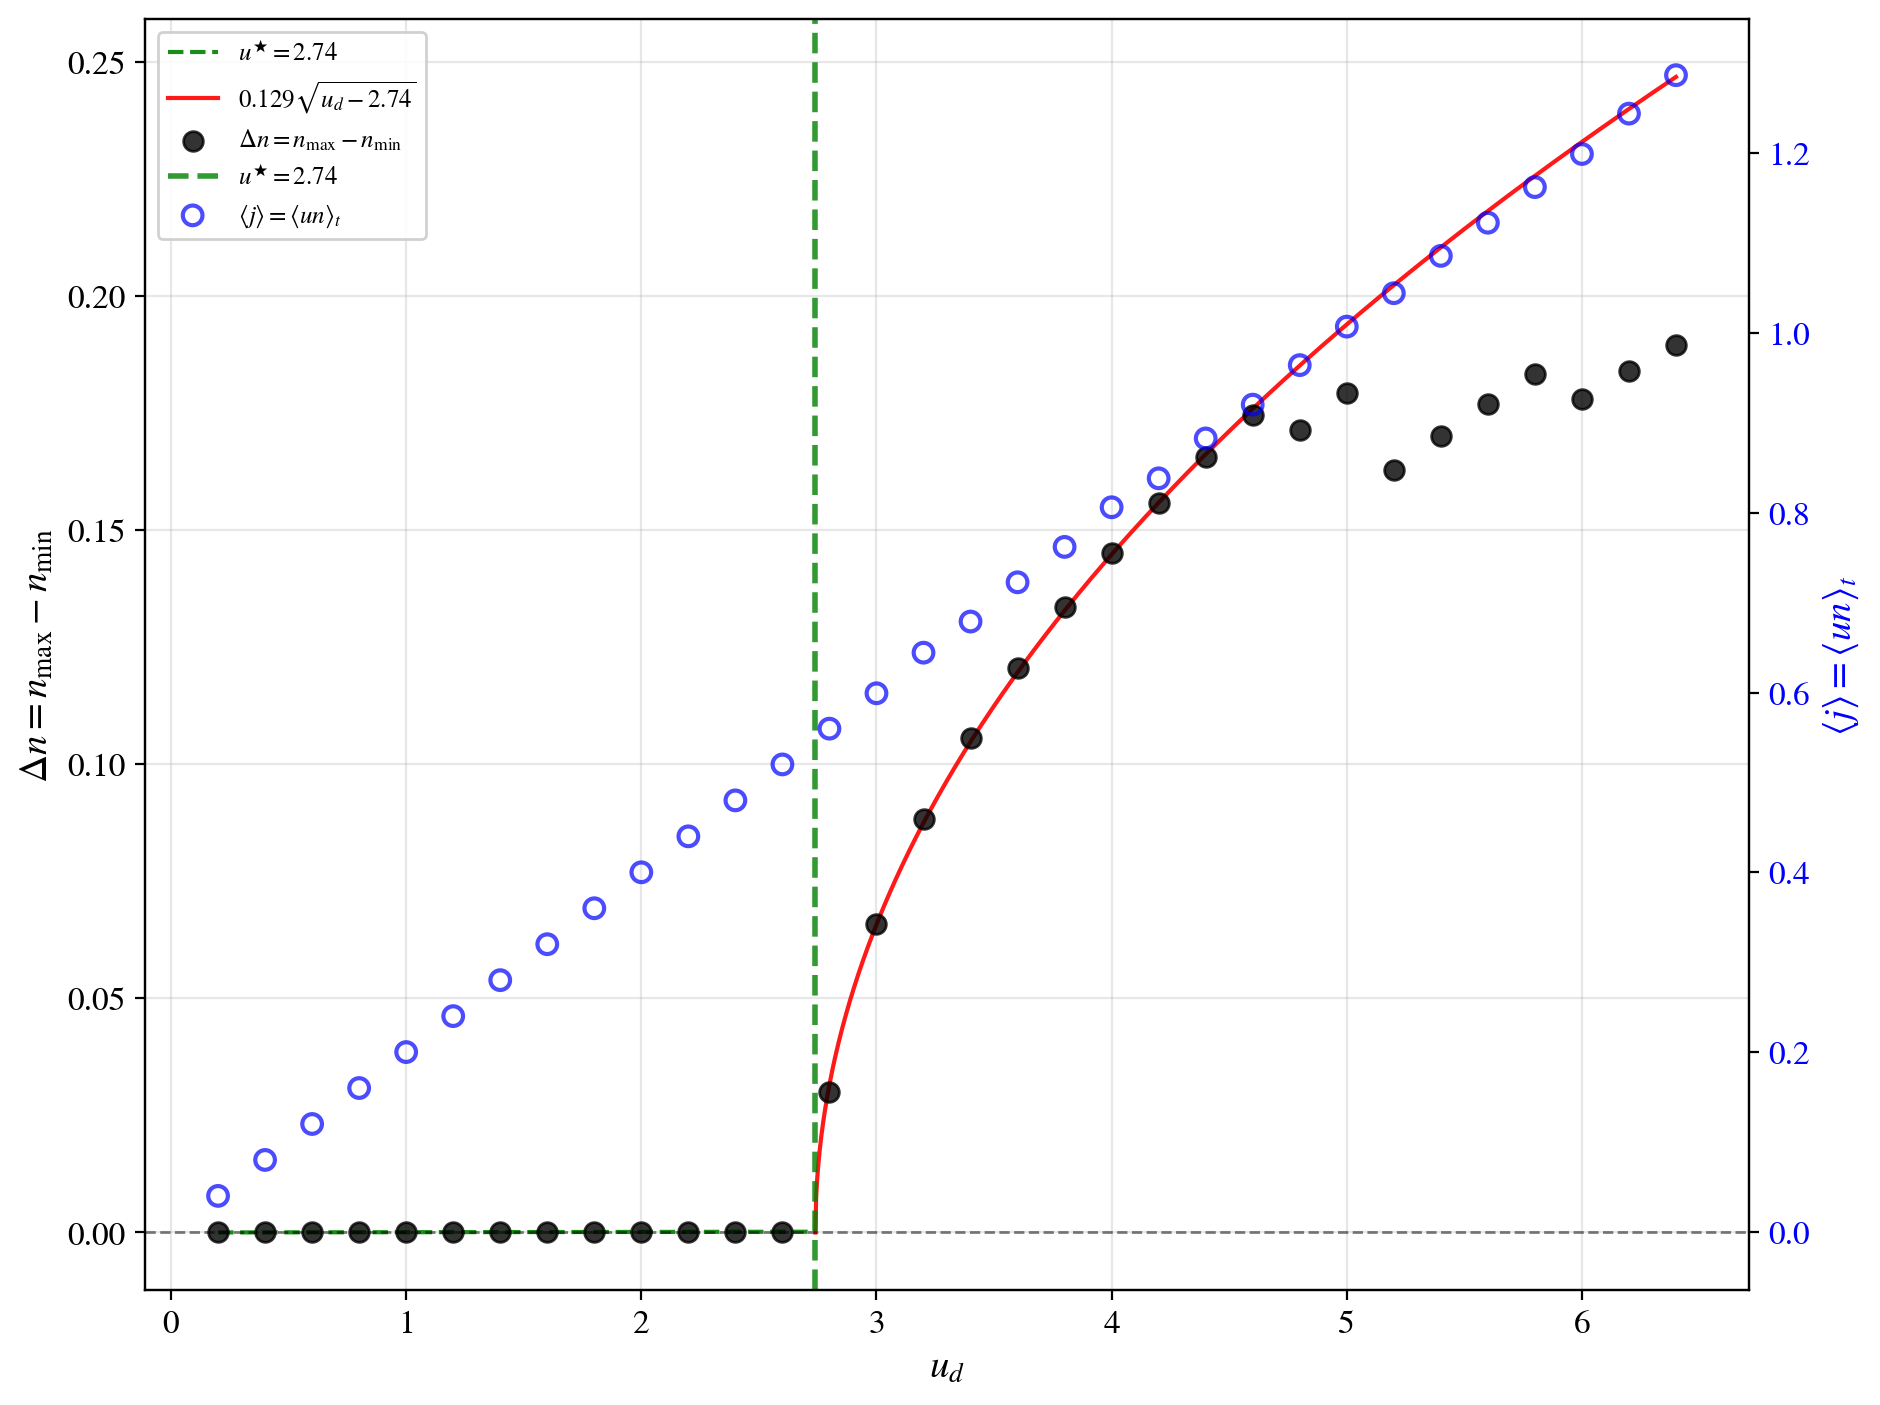 u★ = 2.74
0.129√u_d − 2.74
Δn = n_max − n_min
u★ = 2.74
⟨j⟩ = ⟨un⟩_t
0.25
0.20
0.15
0.10
0.05
0.00
Δn = n_max − n_min
1.2
1.0
0.8
0.6
0.4
0.2
0.0
⟨j⟩ = ⟨un⟩_t
0 1 2 3 4 5 6
u_d